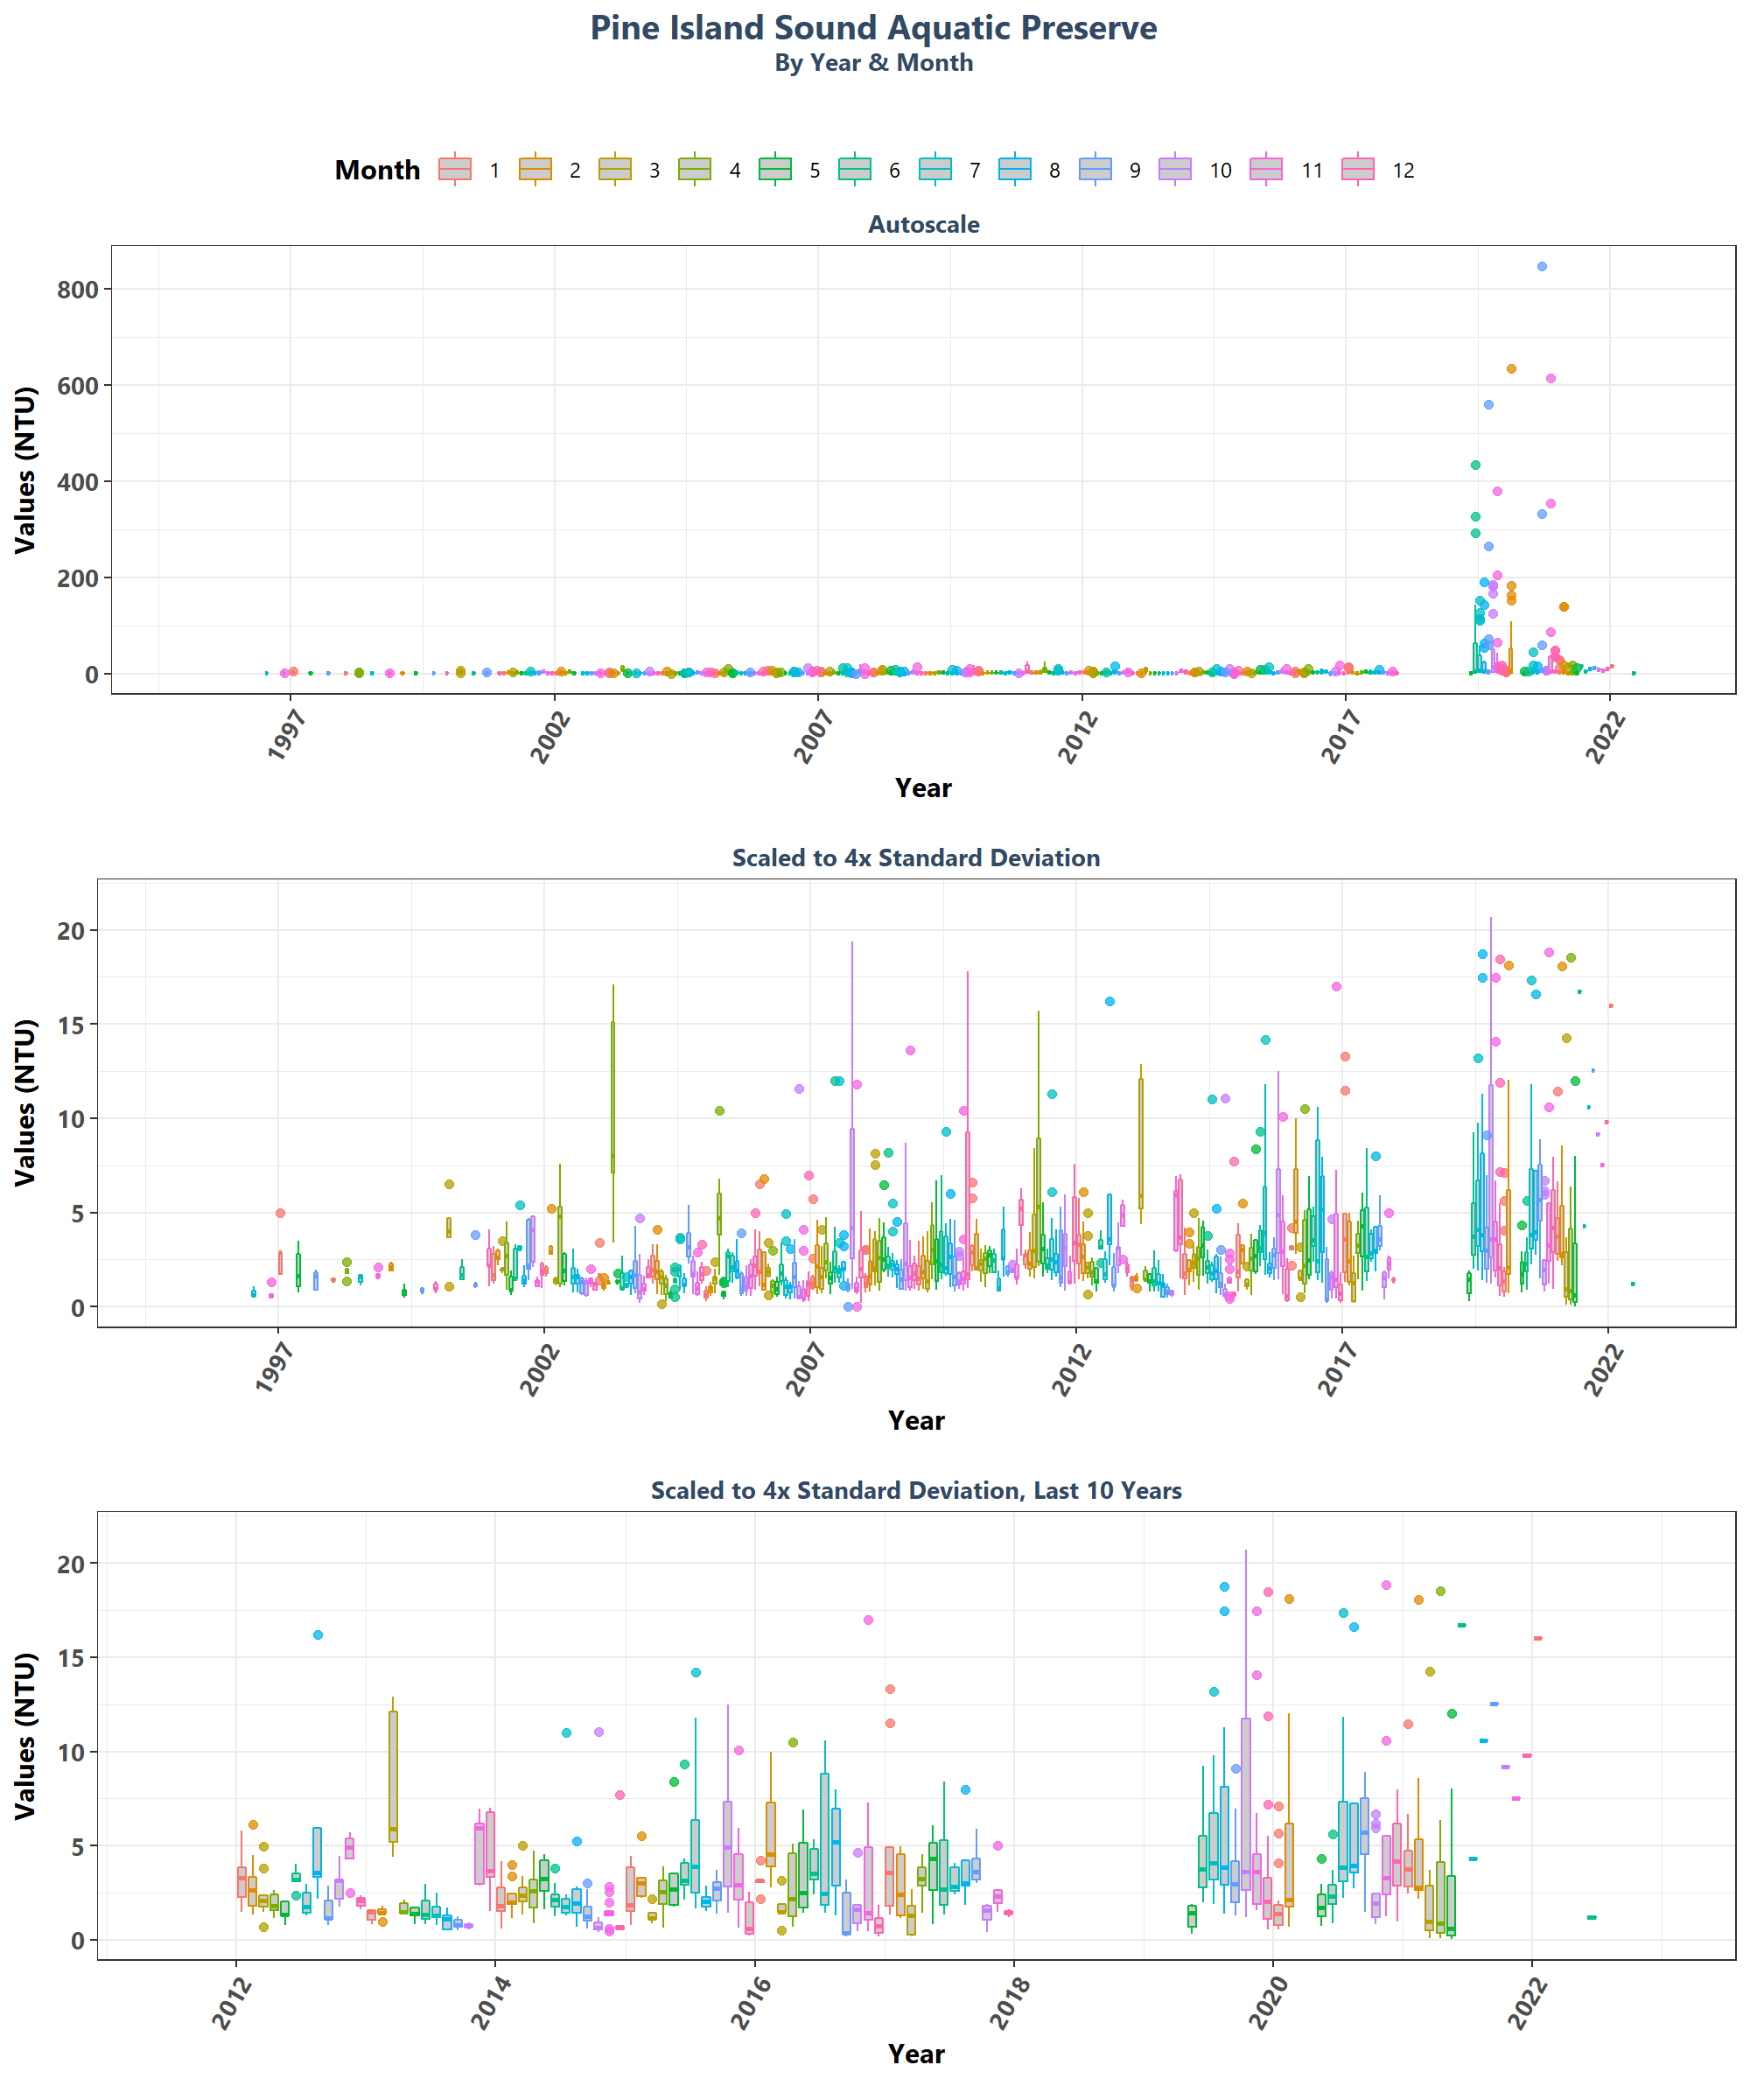 Pine Island Sound Aquatic Preserve
By Year & Month
Month 1 2 3 4 5 6 7 8 9 10 11 12
Autoscale
800
600
400
200
0
Values (NTU)
1997 2002 2007 2012 2017 2022
Year
Scaled to 4x Standard Deviation
20
15
10
5
0
Values (NTU)
1997 2002 2007 2012 2017 2022
Year
Scaled to 4x Standard Deviation, Last 10 Years
20
15
10
5
0
Values (NTU)
2012 2014 2016 2018 2020 2022
Year